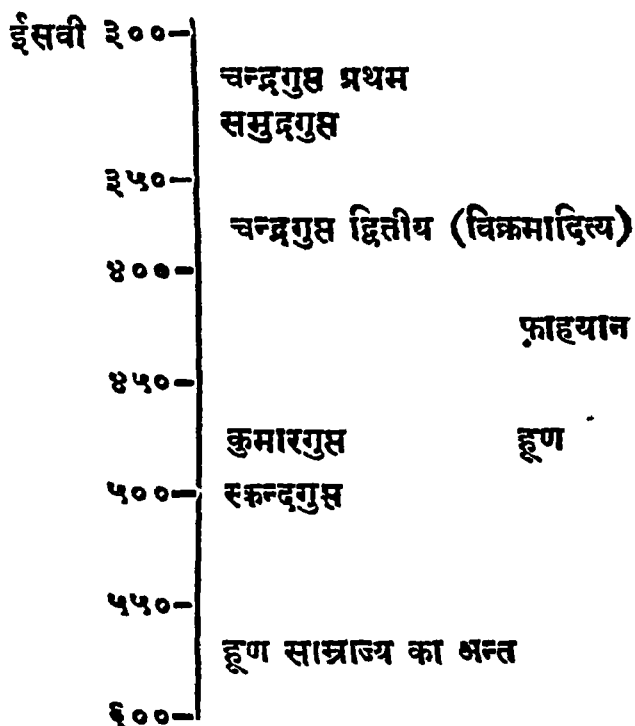 ईसवी ३००
चन्द्रगुप्त प्रथम
समुद्रगुप्त
३५०
चन्द्रगुप्त द्वितीय (विक्रमादित्य)
४००
फ़ाहयान
४५०
कुमारगुप्त हूण
५०० स्कन्दगुप्त
५५०
हूण साम्राज्य का अन्त
६००